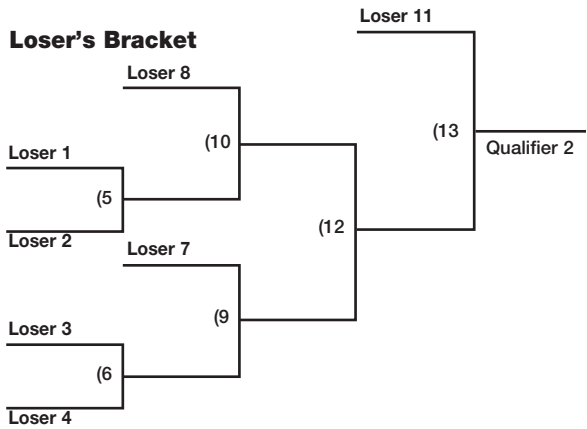 Loser 11
Loser's Bracket
Loser 8
(10
(13
Loser 1
Qualifier 2
(5
(12
Loser 2
Loser 7
(9
Loser 3
(6
Loser 4